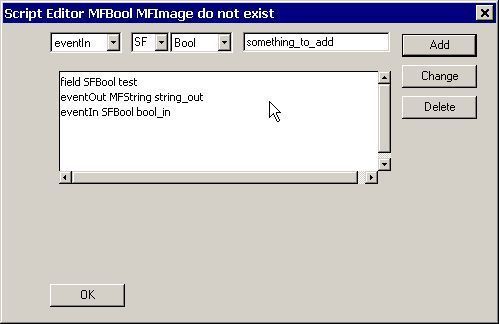 Script Editor MFBool MFImage do not exist
eventIn SF Bool something_to_add Add
field SFBool test
eventOut MFString string_out
eventIn SFBool bool_in
Change
Delete
OK